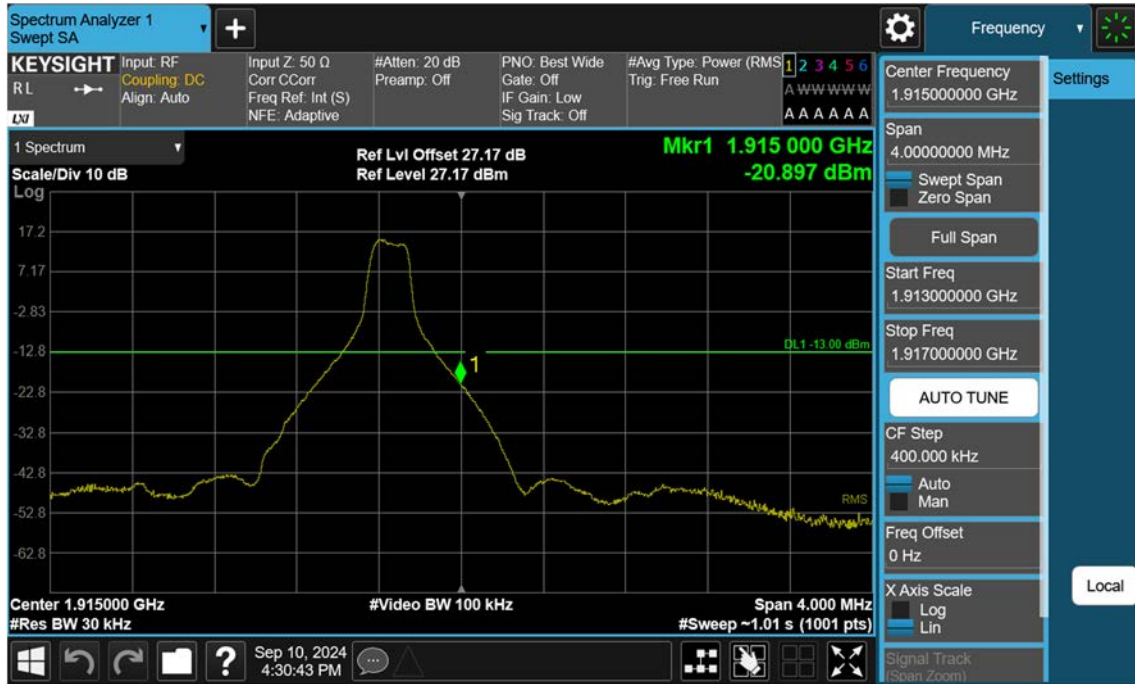 Spectrum Analyzer 1
Swept SA
Frequency
KEYSIGHT
R L
LXI
Input: RF
Coupling: DC
Align: Auto
Input Z: 50 Ω
Corr CCorr
Freq Ref: Int (S)
NFE: Adaptive
#Atten: 20 dB
Preamp: Off
PNO: Best Wide
Gate: Off
IF Gain: Low
Sig Track: Off
#Avg Type: Power (RMS
Trig: Free Run
1 2 3 4 5 6
A W W W W W
A A A A A A
1 Spectrum
Scale/Div 10 dB
Log
Ref Lvl Offset 27.17 dB
Ref Level 27.17 dBm
Mkr1 1.915 000 GHz
-20.897 dBm
17.2
7.17
-2.83
-12.8
-22.8
-32.8
-42.8
-52.8
-62.8
DL1 -13.00 dBm
1
RMS
Center 1.915000 GHz
#Res BW 30 kHz
#Video BW 100 kHz
Span 4.000 MHz
#Sweep ~1.01 s (1001 pts)
Sep 10, 2024
4:30:43 PM
?
Center Frequency
1.915000000 GHz
Span
4.00000000 MHz
Swept Span
Zero Span
Full Span
Start Freq
1.913000000 GHz
Stop Freq
1.917000000 GHz
AUTO TUNE
CF Step
400.000 kHz
Auto
Man
Freq Offset
0 Hz
X Axis Scale
Log
Lin
Signal Track
(Span Zoom)
Settings
Local